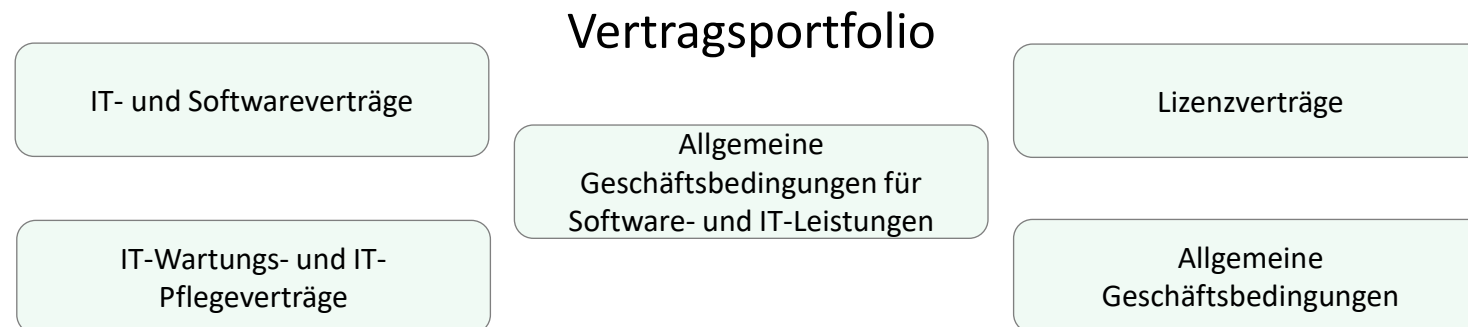 Vertragsportfolio
IT- und Softwareverträge
Lizenzverträge
Allgemeine
Geschäftsbedingungen für
Software- und IT-Leistungen
IT-Wartungs- und IT-
Pflegeverträge
Allgemeine
Geschäftsbedingungen